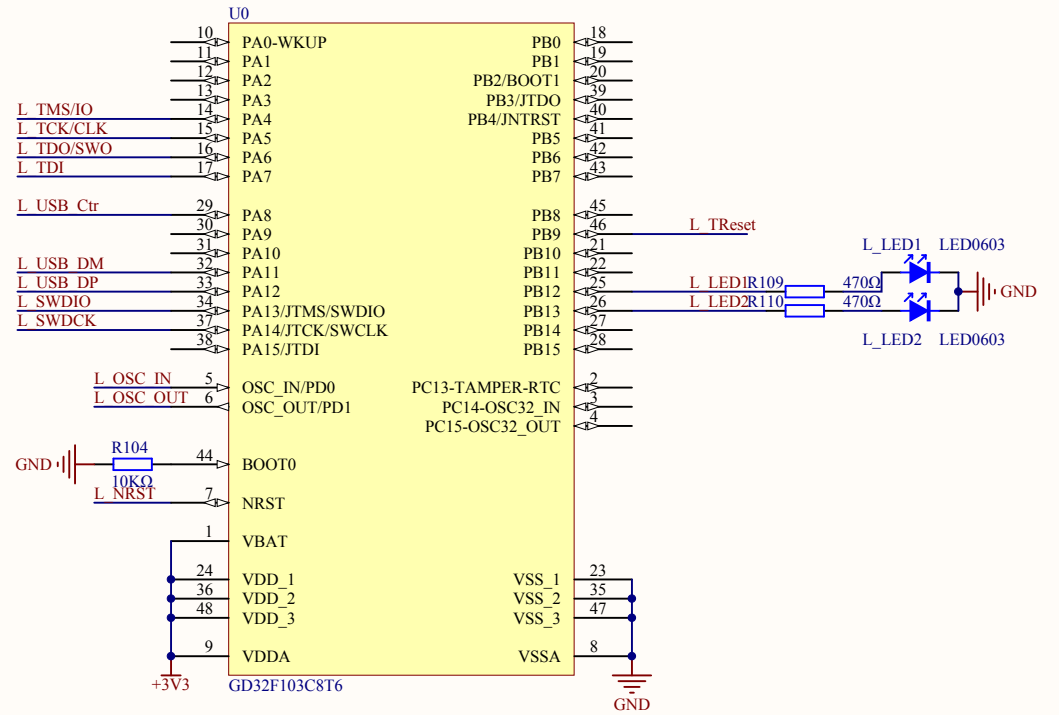 U0
10 PA0-WKUP PB0 18
11 PA1 PB1 19
12 PA2 PB2/BOOT1 20
13 PA3 PB3/JTDO 39
L_TMS/IO 14 PA4 PB4/JNTRST 40
L_TCK/CLK 15 PA5 PB5 41
L_TDO/SWO 16 PA6 PB6 42
L_TDI 17 PA7 PB7 43
L_USB_Ctr 29 PA8 PB8 45
30 PA9 PB9 46 L_TReset
31 PA10 PB10 21 L_LED1 LED0603
L_USB_DM 32 PA11 PB11 22
L_USB_DP 33 PA12 PB12 25 L_LED1 R109 470Ω GND
L_SWDIO 34 PA13/JTMS/SWDIO PB13 26 L_LED2 R110 470Ω
L_SWDCK 37 PA14/JTCK/SWCLK PB14 27
38 PA15/JTDI PB15 28 L_LED2 LED0603
L_OSC_IN 5 OSC_IN/PD0 PC13-TAMPER-RTC 2
L_OSC_OUT 6 OSC_OUT/PD1 PC14-OSC32_IN 3
PC15-OSC32_OUT 4
R104
GND 44 BOOT0
10KΩ
L_NRST 7 NRST
1 VBAT
24 VDD_1 VSS_1 23
36 VDD_2 VSS_2 35
48 VDD_3 VSS_3 47
9 VDDA VSSA 8
+3V3 GD32F103C8T6
GND